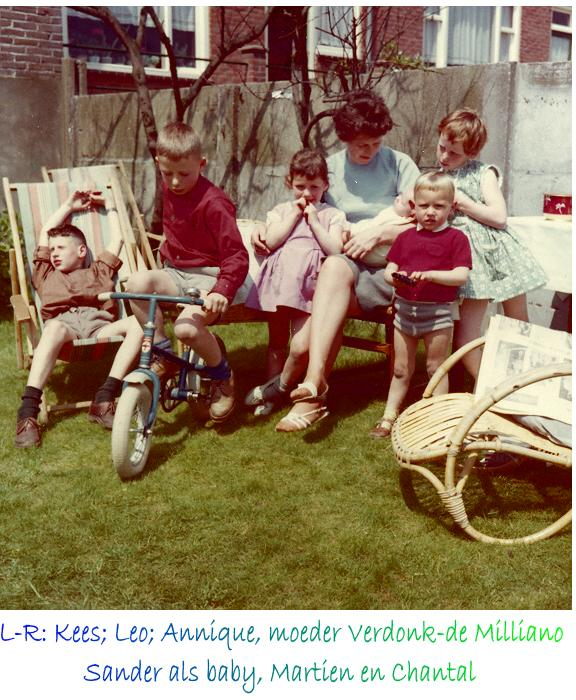 L-R: Kees; Leo; Annique, moeder Verdonk-de Milliano
Sander als baby, Martien en Chantal